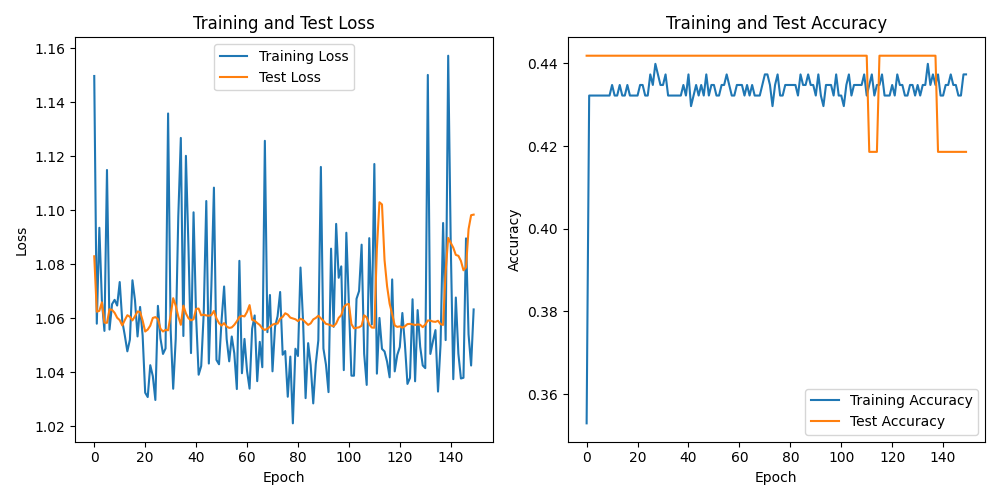 Training and Test Loss
Training Loss
Test Loss
1.16
1.14
1.12
1.10
1.08
1.06
1.04
1.02
Loss
0
20
40
60
80
100
120
140
Epoch
Training and Test Accuracy
0.44
0.42
0.40
0.38
0.36
Accuracy
Training Accuracy
Test Accuracy
0
20
40
60
80
100
120
140
Epoch